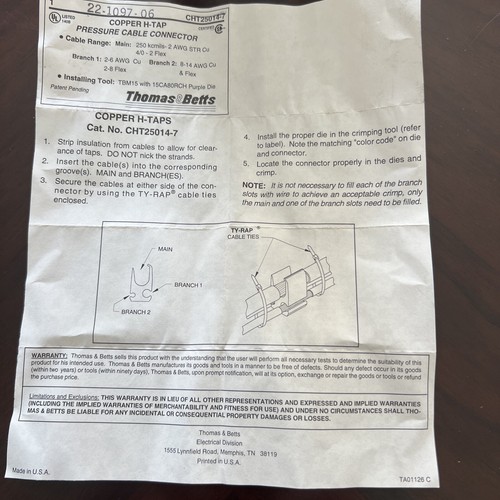 1
22-1097-06
CHT25014-7
UL LISTED
COPPER H-TAP
PRESSURE CABLE CONNECTOR
CERTIFIED
• Cable Range: Main: 250 kcmils- 2 AWG STR Cu
4/0 - 2 Flex
Branch 1: 2-6 AWG Cu Branch 2: 8-14 AWG Cu
2-8 Flex & Flex
• Installing Tool: TBM15 with 15CA80RCH Purple Die
Patent Pending
Thomas & Betts
COPPER H-TAPS
Cat. No. CHT25014-7
1. Strip insulation from cables to allow for clear-
ance of taps. DO NOT nick the strands.
2. Insert the cable(s) into the corresponding
groove(s). MAIN and BRANCH(ES).
3. Secure the cables at either side of the con-
nector by using the TY-RAP® cable ties
enclosed.
4. Install the proper die in the crimping tool (refer
to label). Note the matching "color code" on die
and connector.
5. Locate the connector properly in the dies and
crimp.
NOTE: It is not neccessary to fill each of the branch
slots with wire to achieve an acceptable crimp, only
the main and one of the branch slots need to be filled.
TY-RAP®
CABLE TIES
MAIN
BRANCH 1
BRANCH 2
WARRANTY: Thomas & Betts sells this product with the understanding that the user will perform all necessary tests to determine the suitability of this
product for his intended use. Thomas & Betts manufactures its goods and tools in a manner to be free of defects. Should any defect occur in its goods
(within two years) or tools (within ninety days), Thomas & Betts, upon prompt notification, will at its option, exchange or repair the goods or tools or refund
the purchase price.
Limitations and Exclusions: THIS WARRANTY IS IN LIEU OF ALL OTHER REPRESENTATIONS AND EXPRESSED AND IMPLIED WARRANTIES
(INCLUDING THE IMPLIED WARRANTIES OF MERCHANTABILITY AND FITNESS FOR USE) AND UNDER NO CIRCUMSTANCES SHALL THO-
MAS & BETTS BE LIABLE FOR ANY INCIDENTAL OR CONSEQUENTIAL PROPERTY DAMAGES OR LOSSES.
Thomas & Betts
Electrical Division
1555 Lynnfield Road, Memphis, TN 38119
Printed in U.S.A.
Made in U.S.A.
TA01126 C